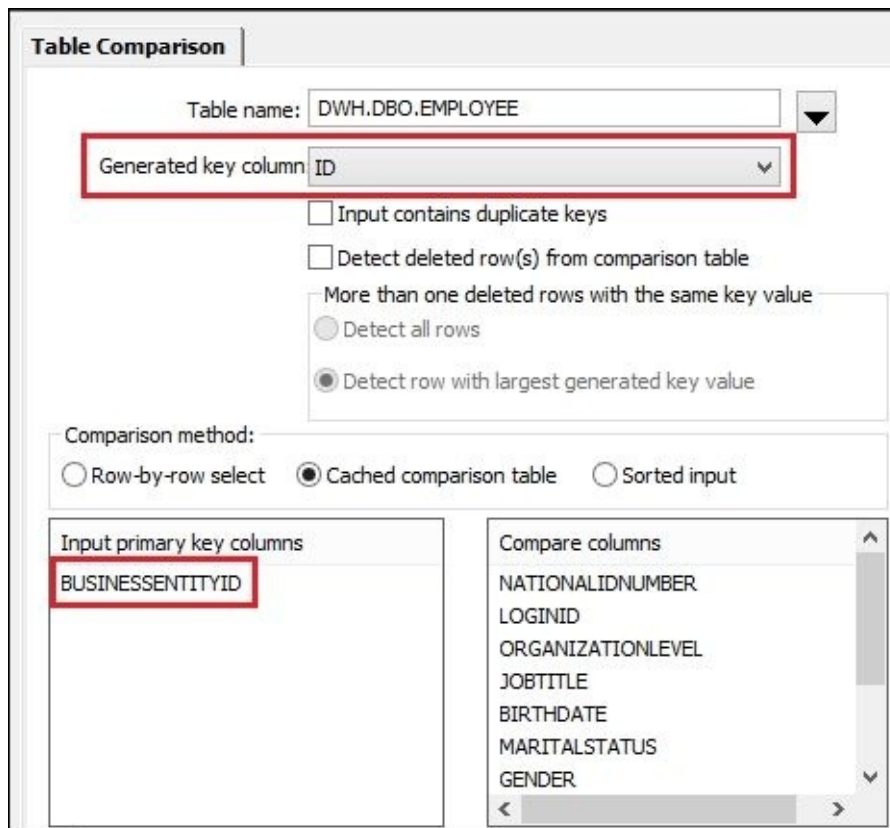 Table Comparison
Table name: DWH.DBO.EMPLOYEE
Generated key column: ID
Input contains duplicate keys
Detect deleted row(s) from comparison table
More than one deleted rows with the same key value
Detect all rows
Detect row with largest generated key value
Comparison method:
Row-by-row select Cached comparison table Sorted input
Input primary key columns
BUSINESSENTITYID
Compare columns
NATIONALIDNUMBER
LOGINID
ORGANIZATIONLEVEL
JOBTITLE
BIRTHDATE
MARITALSTATUS
GENDER